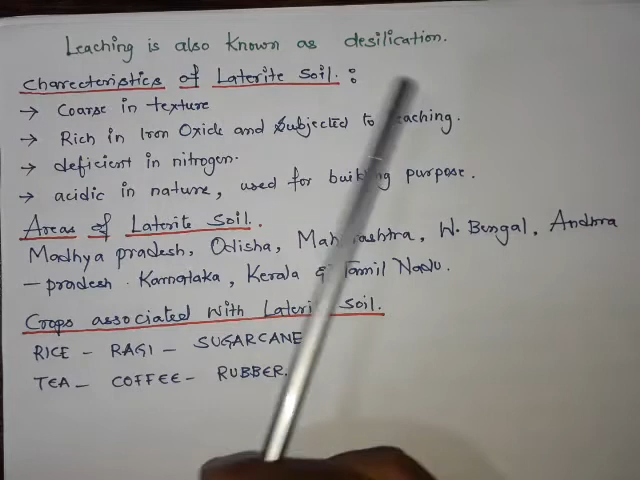 Leaching is also known as desilication.
Charecteristics of Laterite Soil :
→ Coarse in texture
→ Rich in Iron Oxide and Subjected to leaching.
→ deficient in nitrogen.
→ acidic in nature, used for building purpose.
Areas of Laterite Soil.
Madhya pradesh, Odisha, Maharashtra, W. Bengal, Andhra
- pradesh. Karnataka, Kerala & Tamil Nadu.
Crops associated with Laterite Soil.
RICE - RAGI - SUGARCANE
TEA - COFFEE - RUBBER.